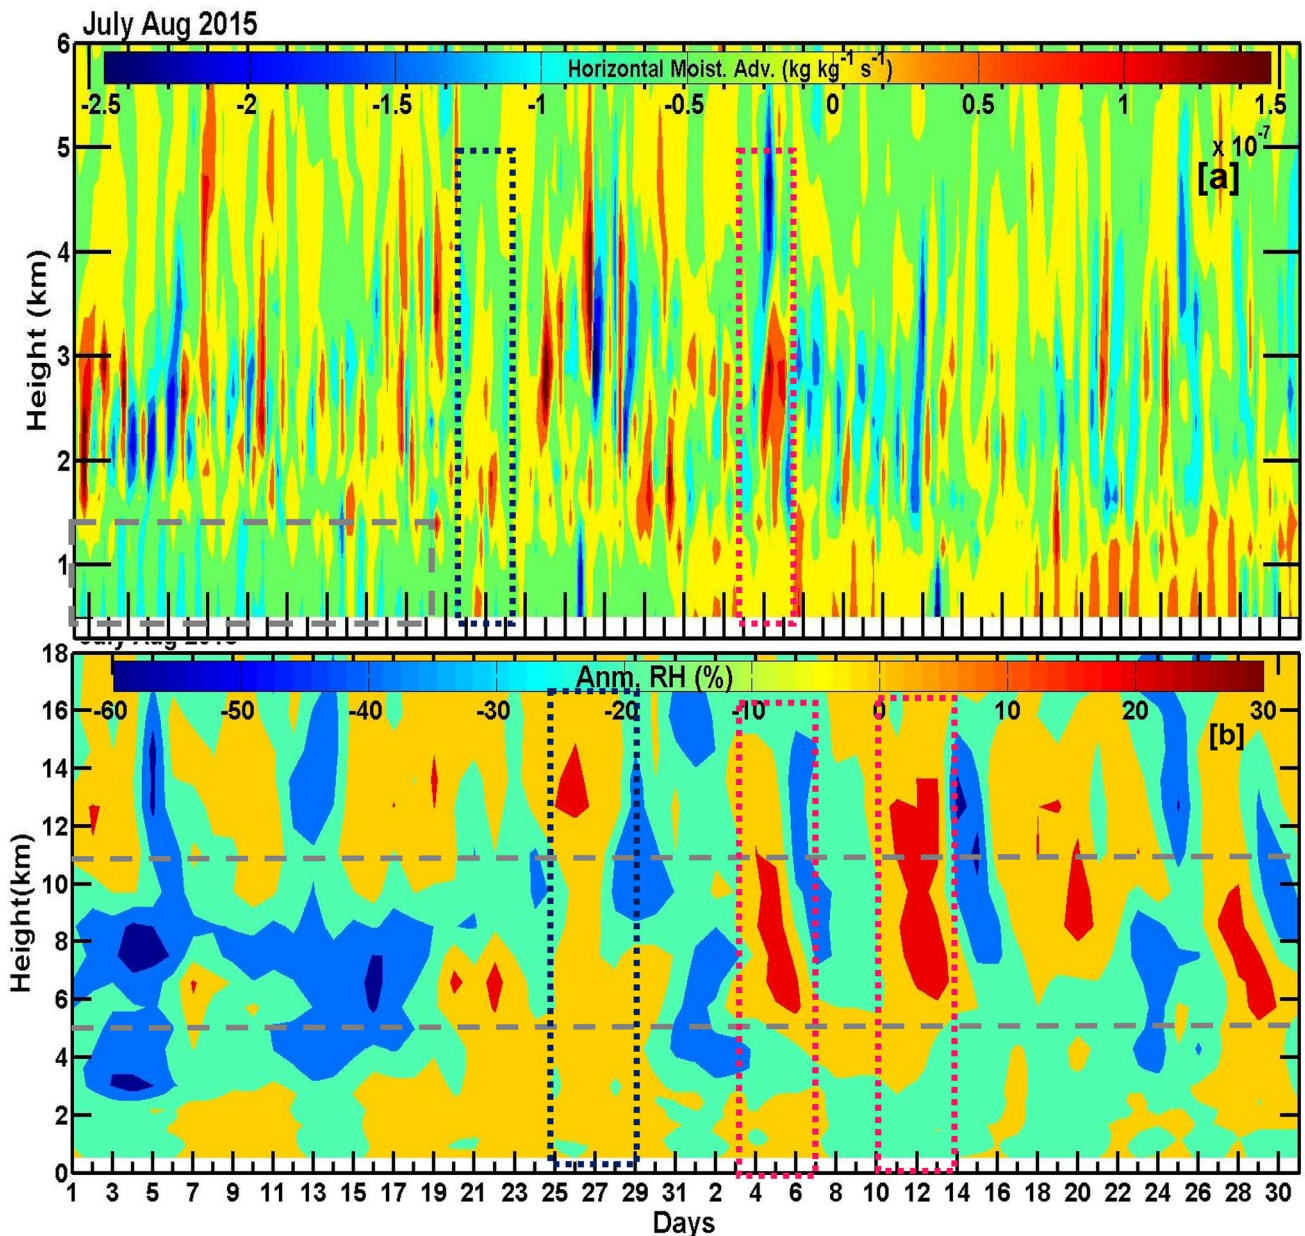 July Aug 2015
Horizontal Moist. Adv. (kg kg⁻¹ s⁻¹)
-2.5 -2 -1.5 -1 -0.5 0 0.5 1 1.5
x 10⁻⁷
[a]
6
5
4
3
2
1
Height (km)
July Aug 2015
Anm. RH (%)
-60 -50 -40 -30 -20 -10 0 10 20 30
[b]
18
16
14
12
10
8
6
4
2
0
Height(km)
1 3 5 7 9 11 13 15 17 19 21 23 25 27 29 31 2 4 6 8 10 12 14 16 18 20 22 24 26 28 30
Days